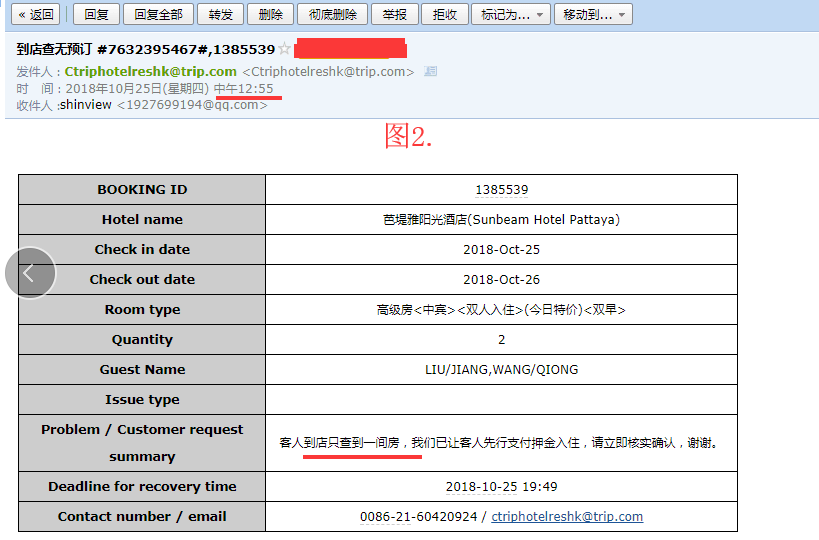 « 返回 回复 回复全部 转发 删除 彻底删除 举报 拒收 标记为... 移动到...
到店查无预订 #7632395467#,1385539
发件人：Ctriphotelreshk@trip.com <Ctriphotelreshk@trip.com>
时 间：2018年10月25日(星期四) 中午12:55
收件人：shinview <1927699194@qq.com>
图2.
BOOKING ID 1385539
Hotel name 芭堤雅阳光酒店(Sunbeam Hotel Pattaya)
Check in date 2018-Oct-25
Check out date 2018-Oct-26
Room type 高级房<中宾><双人入住>(今日特价)<双早>
Quantity 2
Guest Name LIU/JIANG,WANG/QIONG
Issue type
Problem / Customer request
summary
客人到店只查到一间房，我们已让客人先行支付押金入住，请立即核实确认，谢谢。
Deadline for recovery time 2018-10-25 19:49
Contact number / email 0086-21-60420924 / ctriphotelreshk@trip.com